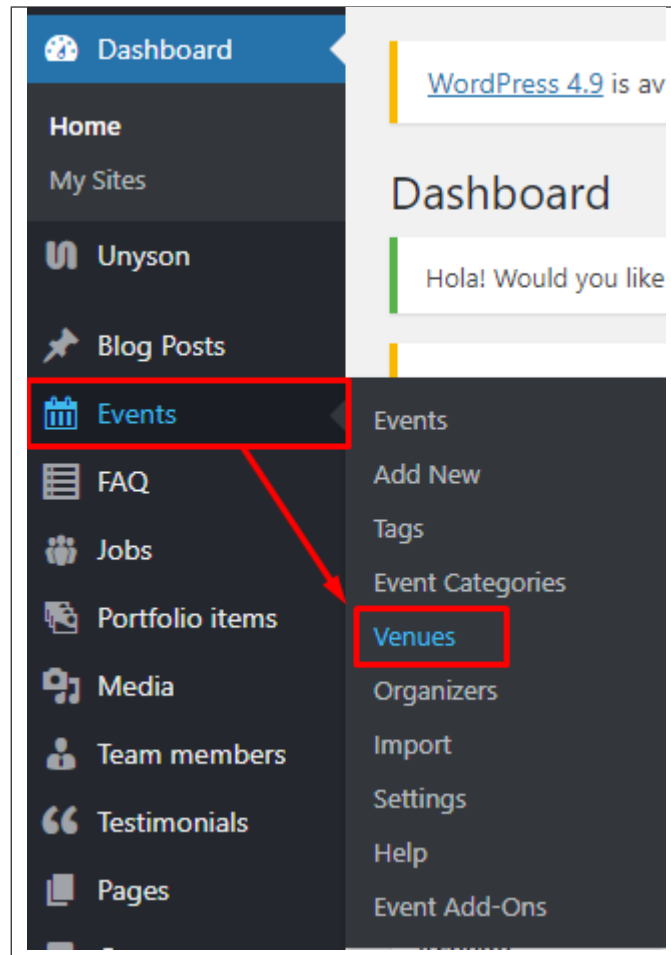 Dashboard
WordPress 4.9 is av
Home
My Sites
Dashboard
Unyson
Hola! Would you like
Blog Posts
Events
Events
FAQ
Add New
Tags
Jobs
Event Categories
Portfolio items
Venues
Media
Organizers
Import
Team members
Settings
Testimonials
Help
Pages
Event Add-Ons